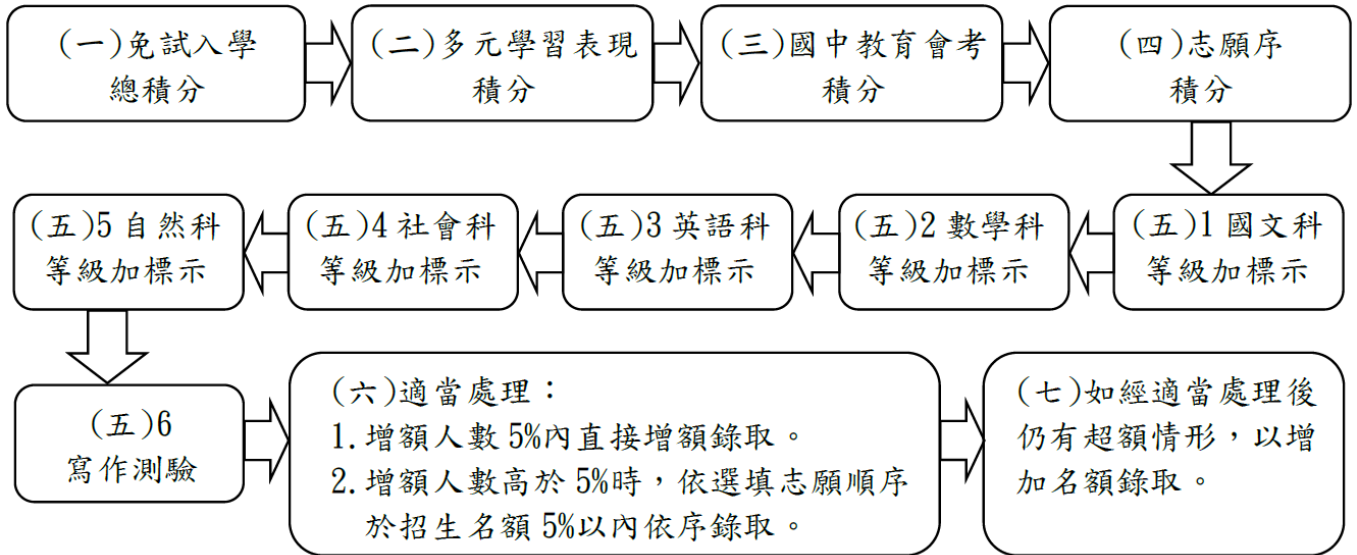 (一)免試入學
總積分
(二)多元學習表現
積分
(三)國中教育會考
積分
(四)志願序
積分
(五)1 國文科
等級加標示
(五)2 數學科
等級加標示
(五)3 英語科
等級加標示
(五)4 社會科
等級加標示
(五)5 自然科
等級加標示
(五)6
寫作測驗
(六)適當處理：
1.增額人數 5%內直接增額錄取。
2.增額人數高於 5%時，依選填志願順序
於招生名額 5%以內依序錄取。
(七)如經適當處理後
仍有超額情形，以增
加名額錄取。